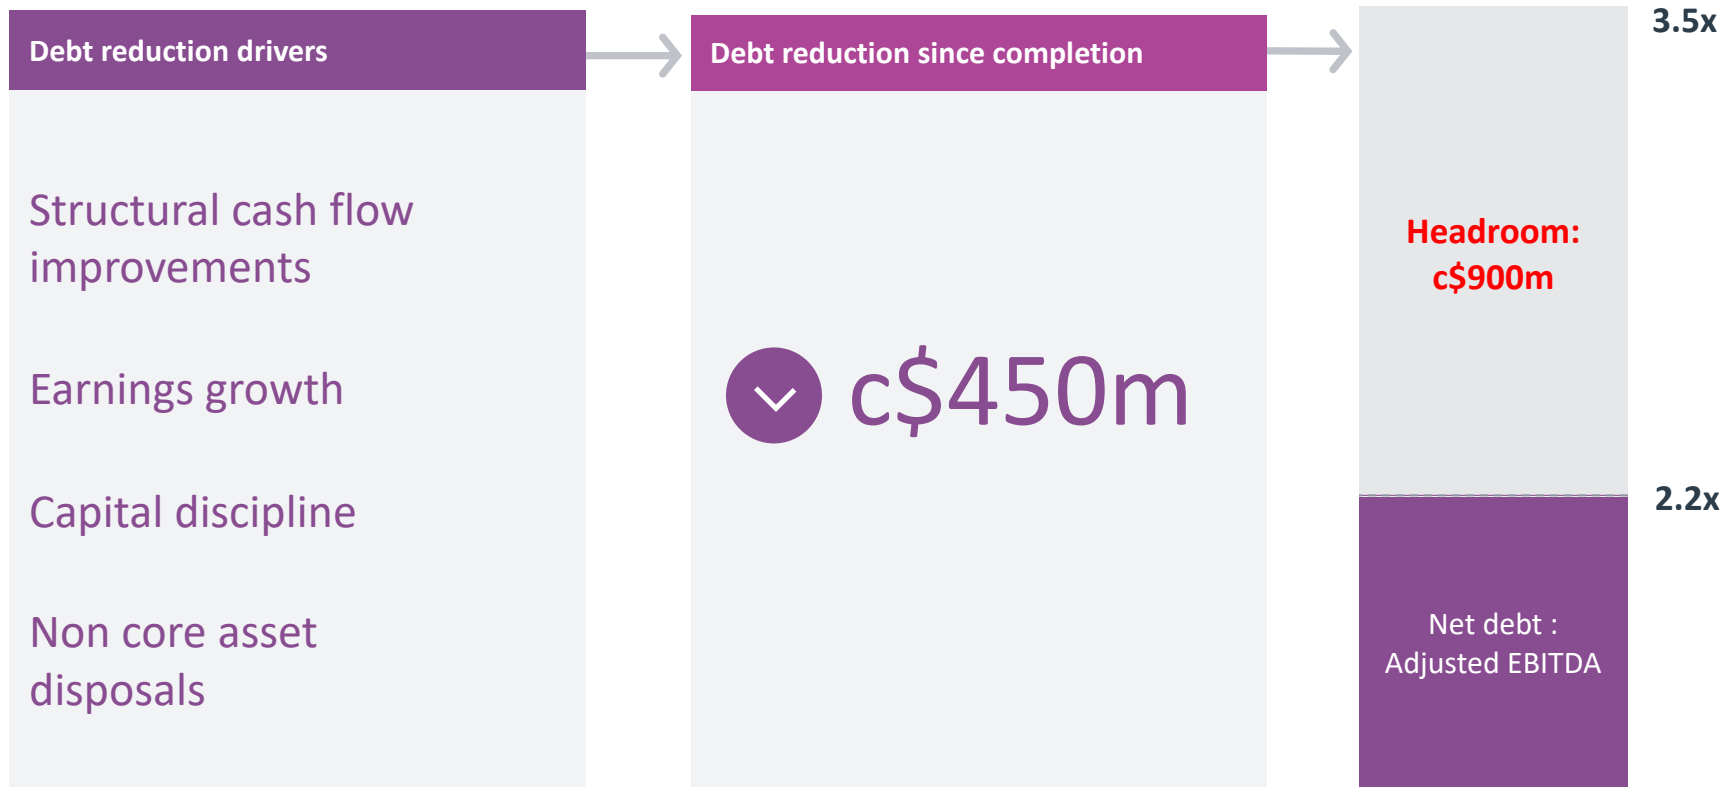 Debt reduction drivers
Structural cash flow
improvements
Earnings growth
Capital discipline
Non core asset
disposals
Debt reduction since completion
c$450m
3.5x
Headroom:
c$900m
2.2x
Net debt :
Adjusted EBITDA